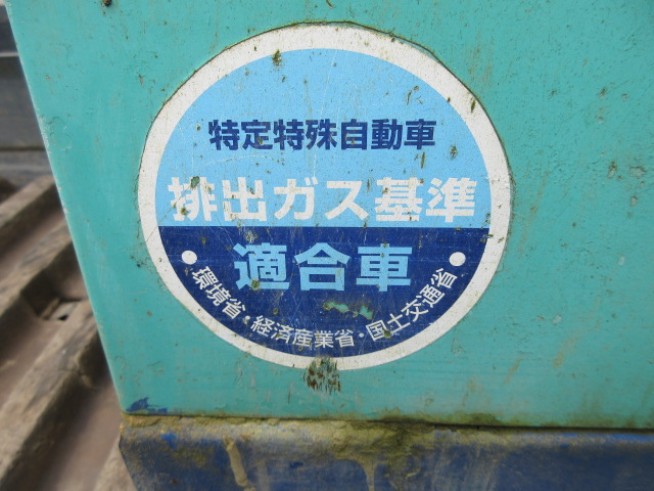 特定特殊自動車
排出ガス基準
適合車
環境省・経済産業省・国土交通省